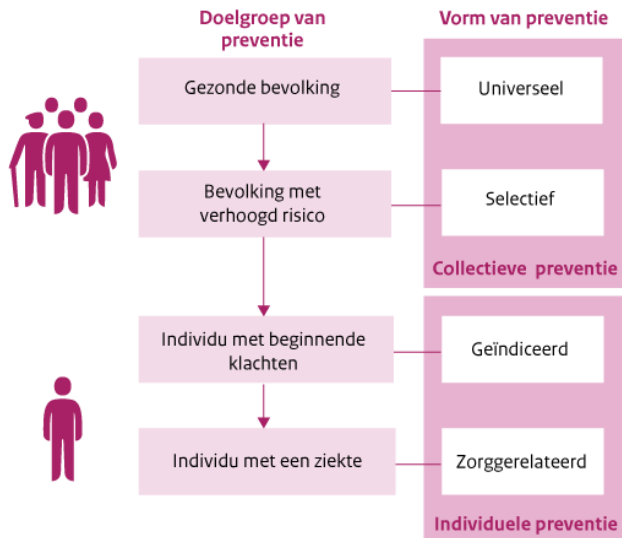 Doelgroep van
preventie
Vorm van preventie
Gezonde bevolking
Universeel
Bevolking met
verhoogd risico
Selectief
Collectieve preventie
Individu met beginnende
klachten
Geïndiceerd
Individu met een ziekte
Zorggerelateerd
Individuele preventie